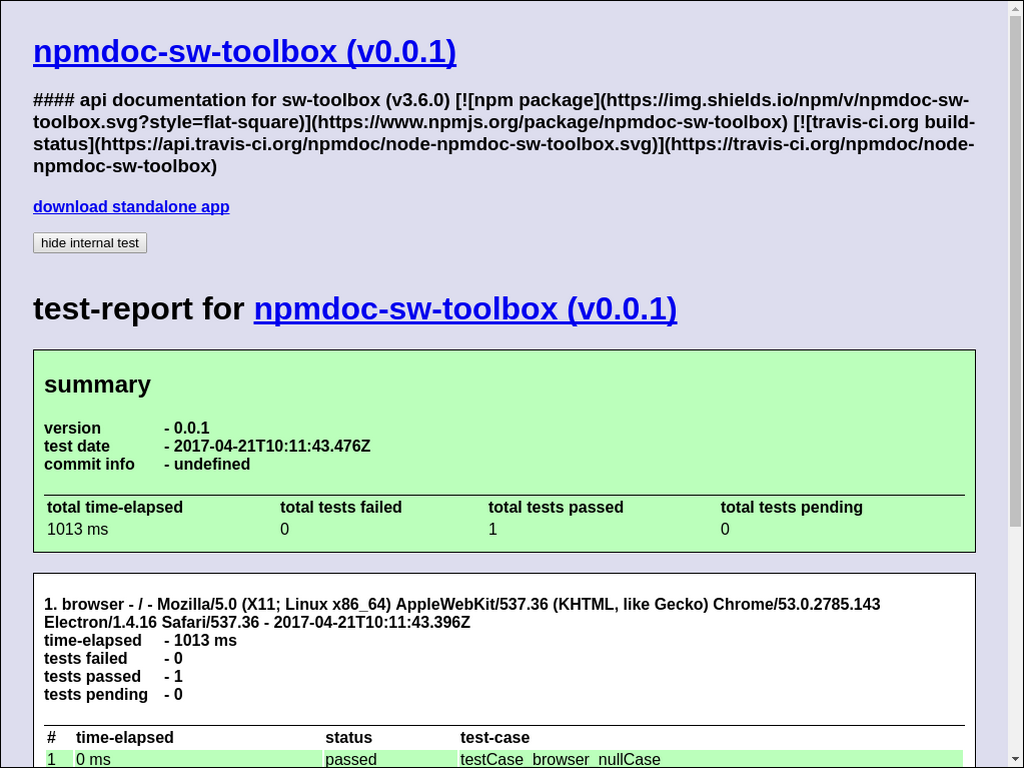 npmdoc-sw-toolbox (v0.0.1)
#### api documentation for sw-toolbox (v3.6.0) [![npm package](https://img.shields.io/npm/v/npmdoc-sw-
toolbox.svg?style=flat-square)](https://www.npmjs.org/package/npmdoc-sw-toolbox) [![travis-ci.org build-
status](https://api.travis-ci.org/npmdoc/node-npmdoc-sw-toolbox.svg)](https://travis-ci.org/npmdoc/node-
npmdoc-sw-toolbox)
download standalone app
hide internal test
test-report for npmdoc-sw-toolbox (v0.0.1)
summary
version - 0.0.1
test date - 2017-04-21T10:11:43.476Z
commit info - undefined
total time-elapsed total tests failed total tests passed total tests pending
1013 ms 0 1 0
1. browser - / - Mozilla/5.0 (X11; Linux x86_64) AppleWebKit/537.36 (KHTML, like Gecko) Chrome/53.0.2785.143
Electron/1.4.16 Safari/537.36 - 2017-04-21T10:11:43.396Z
time-elapsed - 1013 ms
tests failed - 0
tests passed - 1
tests pending - 0
# time-elapsed status test-case
1 0 ms passed testCase_browser_nullCase